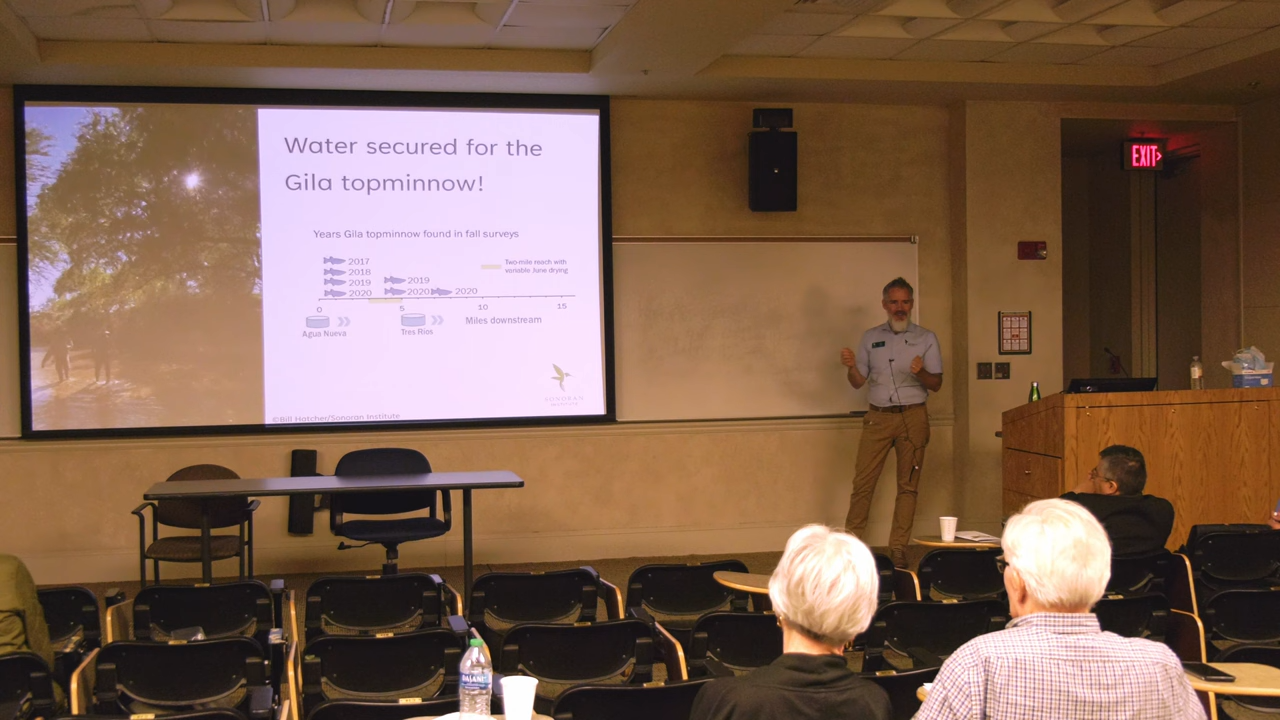 Water secured for the
Gila topminnow!
Years Gila topminnow found in fall surveys
2017
2018
2019 2019
2020 2020 2020
Two-mile reach with
variable June drying
0 5 10 15
Agua Nueva Tres Rios Miles downstream
SONORAN
INSTITUTE
©Bill Hatcher/Sonoran Institute
EXIT
DASANI